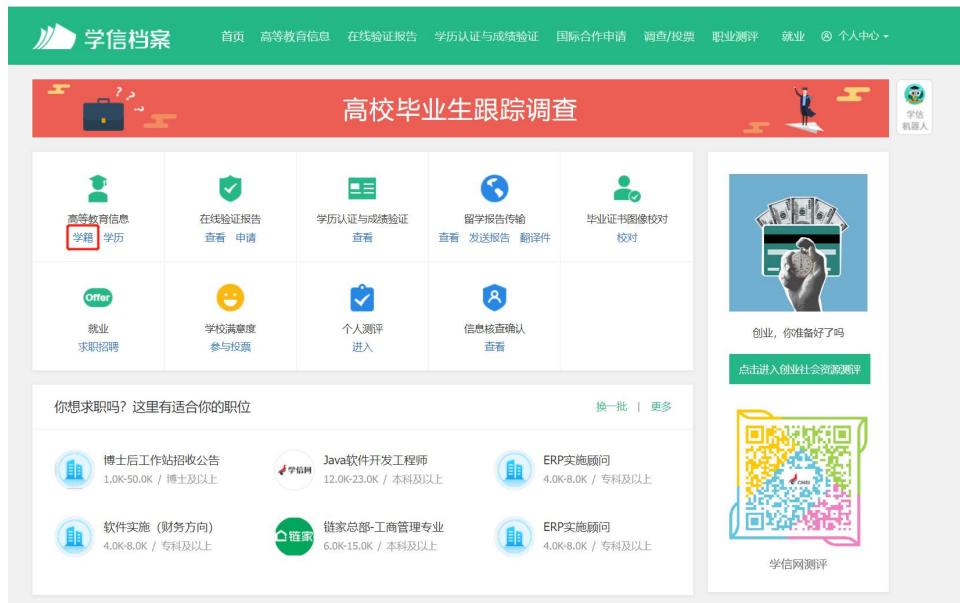 学信档案
首页 高等教育信息 在线验证报告 学历认证与成绩验证 国际合作申请 调查/投票 职业测评 就业 个人中心
? ? ?
高校毕业生跟踪调查
学信
机器人
高等教育信息
学籍 学历
在线验证报告
查看 申请
学历认证与成绩验证
查看
留学报告传输
查看 发送报告 翻译件
毕业证书图像校对
校对
Offer
就业
求职招聘
学校满意度
参与投票
个人测评
进入
信息核查确认
查看
创业，你准备好了吗
点击进入创业社会资源测评
你想求职吗？这里有适合你的职位
换一批 | 更多
博士后工作站招收公告
1.0K-50.0K / 博士及以上
学信网
Java软件开发工程师
12.0K-23.0K / 本科及以上
ERP实施顾问
4.0K-8.0K / 专科及以上
软件实施（财务方向）
4.0K-8.0K / 专科及以上
链家
链家总部-工商管理专业
6.0K-15.0K / 本科及以上
ERP实施顾问
4.0K-8.0K / 专科及以上
CHSI
学信网测评